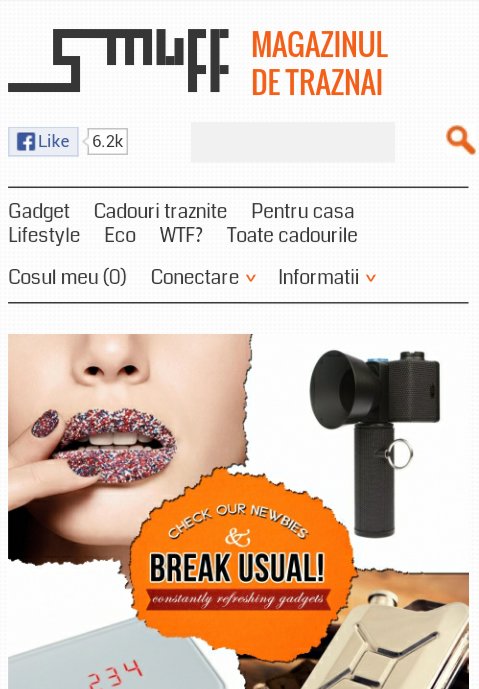 SMUFF
MAGAZINUL
DE TRAZNAI
Like 6.2k
Gadget Cadouri traznite Pentru casa
Lifestyle Eco WTF? Toate cadourile
Cosul meu (0) Conectare Informatii
CHECK OUR NEWBIES
&
BREAK USUAL!
constantly refreshing gadgets
234